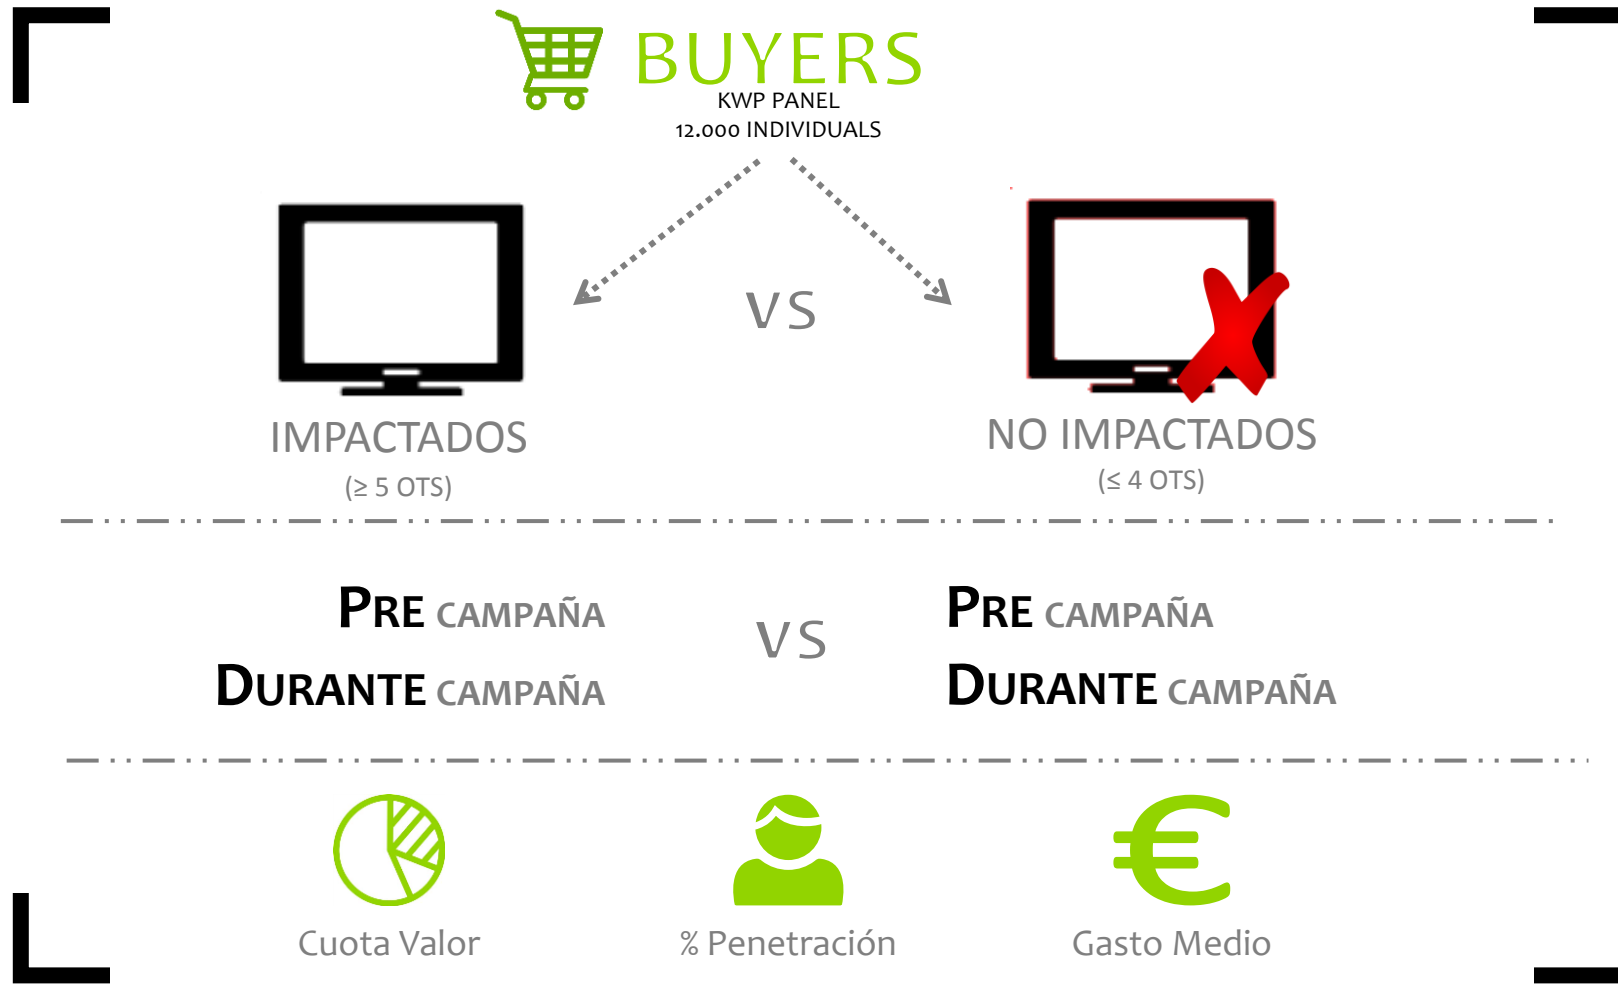 BUYERS
KWP PANEL
12.000 INDIVIDUALS
VS
IMPACTADOS
(≥ 5 OTS)
NO IMPACTADOS
(≤ 4 OTS)
PRE CAMPAÑA
DURANTE CAMPAÑA
VS
PRE CAMPAÑA
DURANTE CAMPAÑA
Cuota Valor
% Penetración
€
Gasto Medio